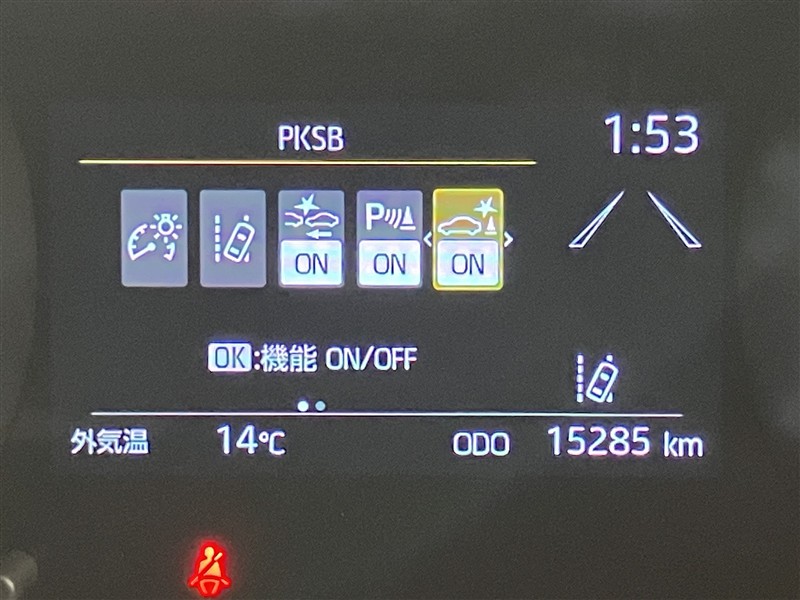 PKSB
1:53
ON
P ON
ON
OK:機能 ON/OFF
外気温 14℃ ODO 15285 km